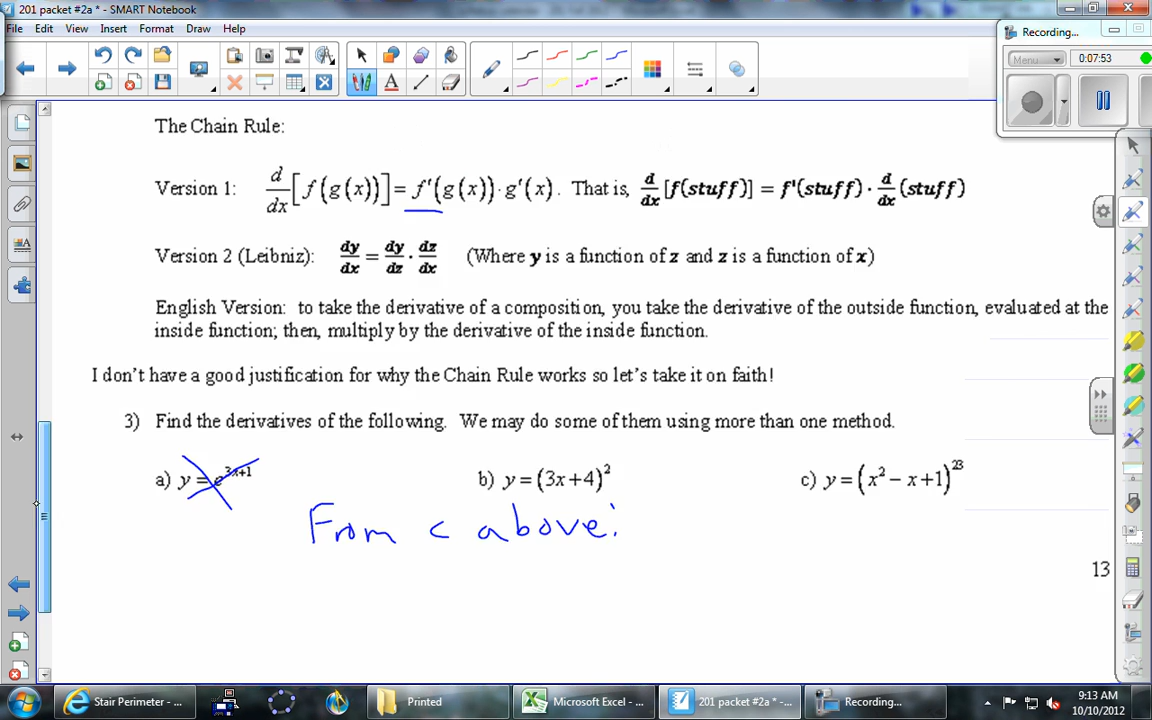 201 packet #2a * - SMART Notebook
File Edit View Insert Format Draw Help
Recording...
Menu
0:07:53
The Chain Rule:
Version 1: d/dx [f(g(x))] = f'(g(x)) · g'(x). That is, d/dx [f(stuff)] = f'(stuff) · d/dx (stuff)
Version 2 (Leibniz): dy/dx = dy/dz · dz/dx (Where y is a function of z and z is a function of x)
English Version: to take the derivative of a composition, you take the derivative of the outside function, evaluated at the
inside function; then, multiply by the derivative of the inside function.
I don't have a good justification for why the Chain Rule works so let's take it on faith!
3) Find the derivatives of the following. We may do some of them using more than one method.
a) y = e^(3x+1) b) y = (3x+4)² c) y = (x² − x + 1)²³
From c above:
13
Stair Perimeter - ... Printed Microsoft Excel - ... 201 packet #2a * -... Recording...
9:13 AM
10/10/2012